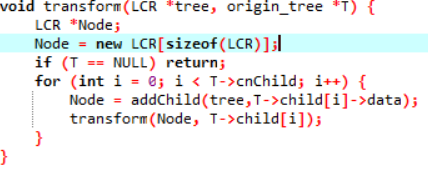 void transform(LCR *tree, origin_tree *T) {
    LCR *Node;
    Node = new LCR[sizeof(LCR)];
    if (T == NULL) return;
    for (int i = 0; i < T->cnChild; i++) {
        Node = addChild(tree,T->child[i]->data);
        transform(Node, T->child[i]);
    }
}